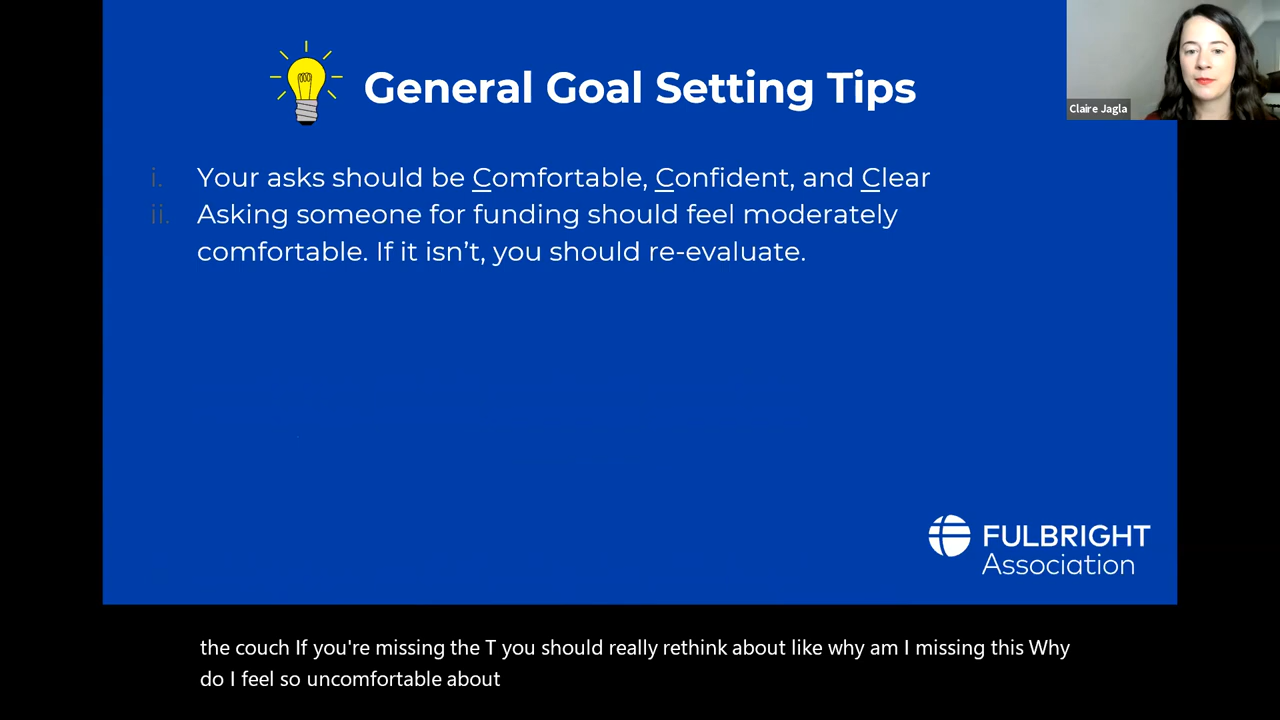 General Goal Setting Tips
Claire Jagla
i. Your asks should be Comfortable, Confident, and Clear
ii. Asking someone for funding should feel moderately
comfortable. If it isn’t, you should re-evaluate.
FULBRIGHT
Association
the couch If you're missing the T you should really rethink about like why am I missing this Why
do I feel so uncomfortable about